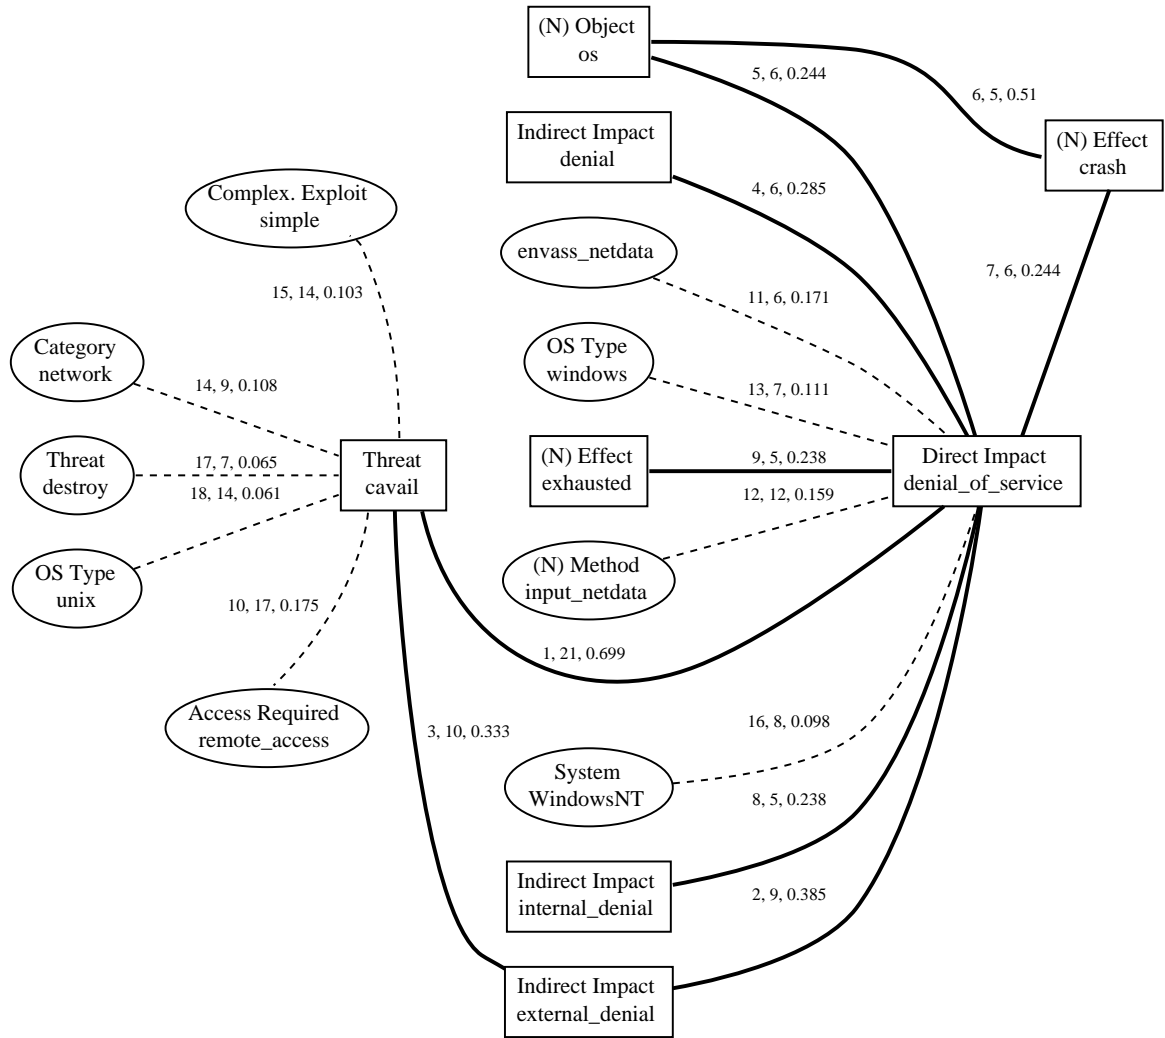 (N) Object
os
5, 6, 0.244
6, 5, 0.51
Indirect Impact
denial
(N) Effect
crash
4, 6, 0.285
Complex. Exploit
simple
envass_netdata
7, 6, 0.244
15, 14, 0.103
11, 6, 0.171
Category
network
OS Type
windows
14, 9, 0.108
13, 7, 0.111
Threat
destroy
17, 7, 0.065
18, 14, 0.061
Threat
cavail
(N) Effect
exhausted
9, 5, 0.238
12, 12, 0.159
Direct Impact
denial_of_service
OS Type
unix
(N) Method
input_netdata
10, 17, 0.175
1, 21, 0.699
Access Required
remote_access
3, 10, 0.333
16, 8, 0.098
System
WindowsNT
8, 5, 0.238
Indirect Impact
internal_denial
2, 9, 0.385
Indirect Impact
external_denial